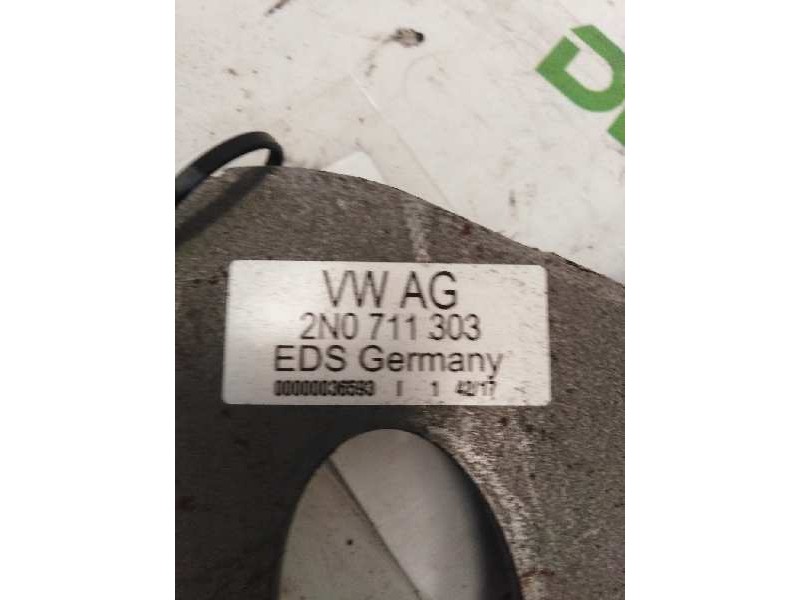 VW AG
2N0 711 303
EDS Germany
00000036593 I 1 42/17